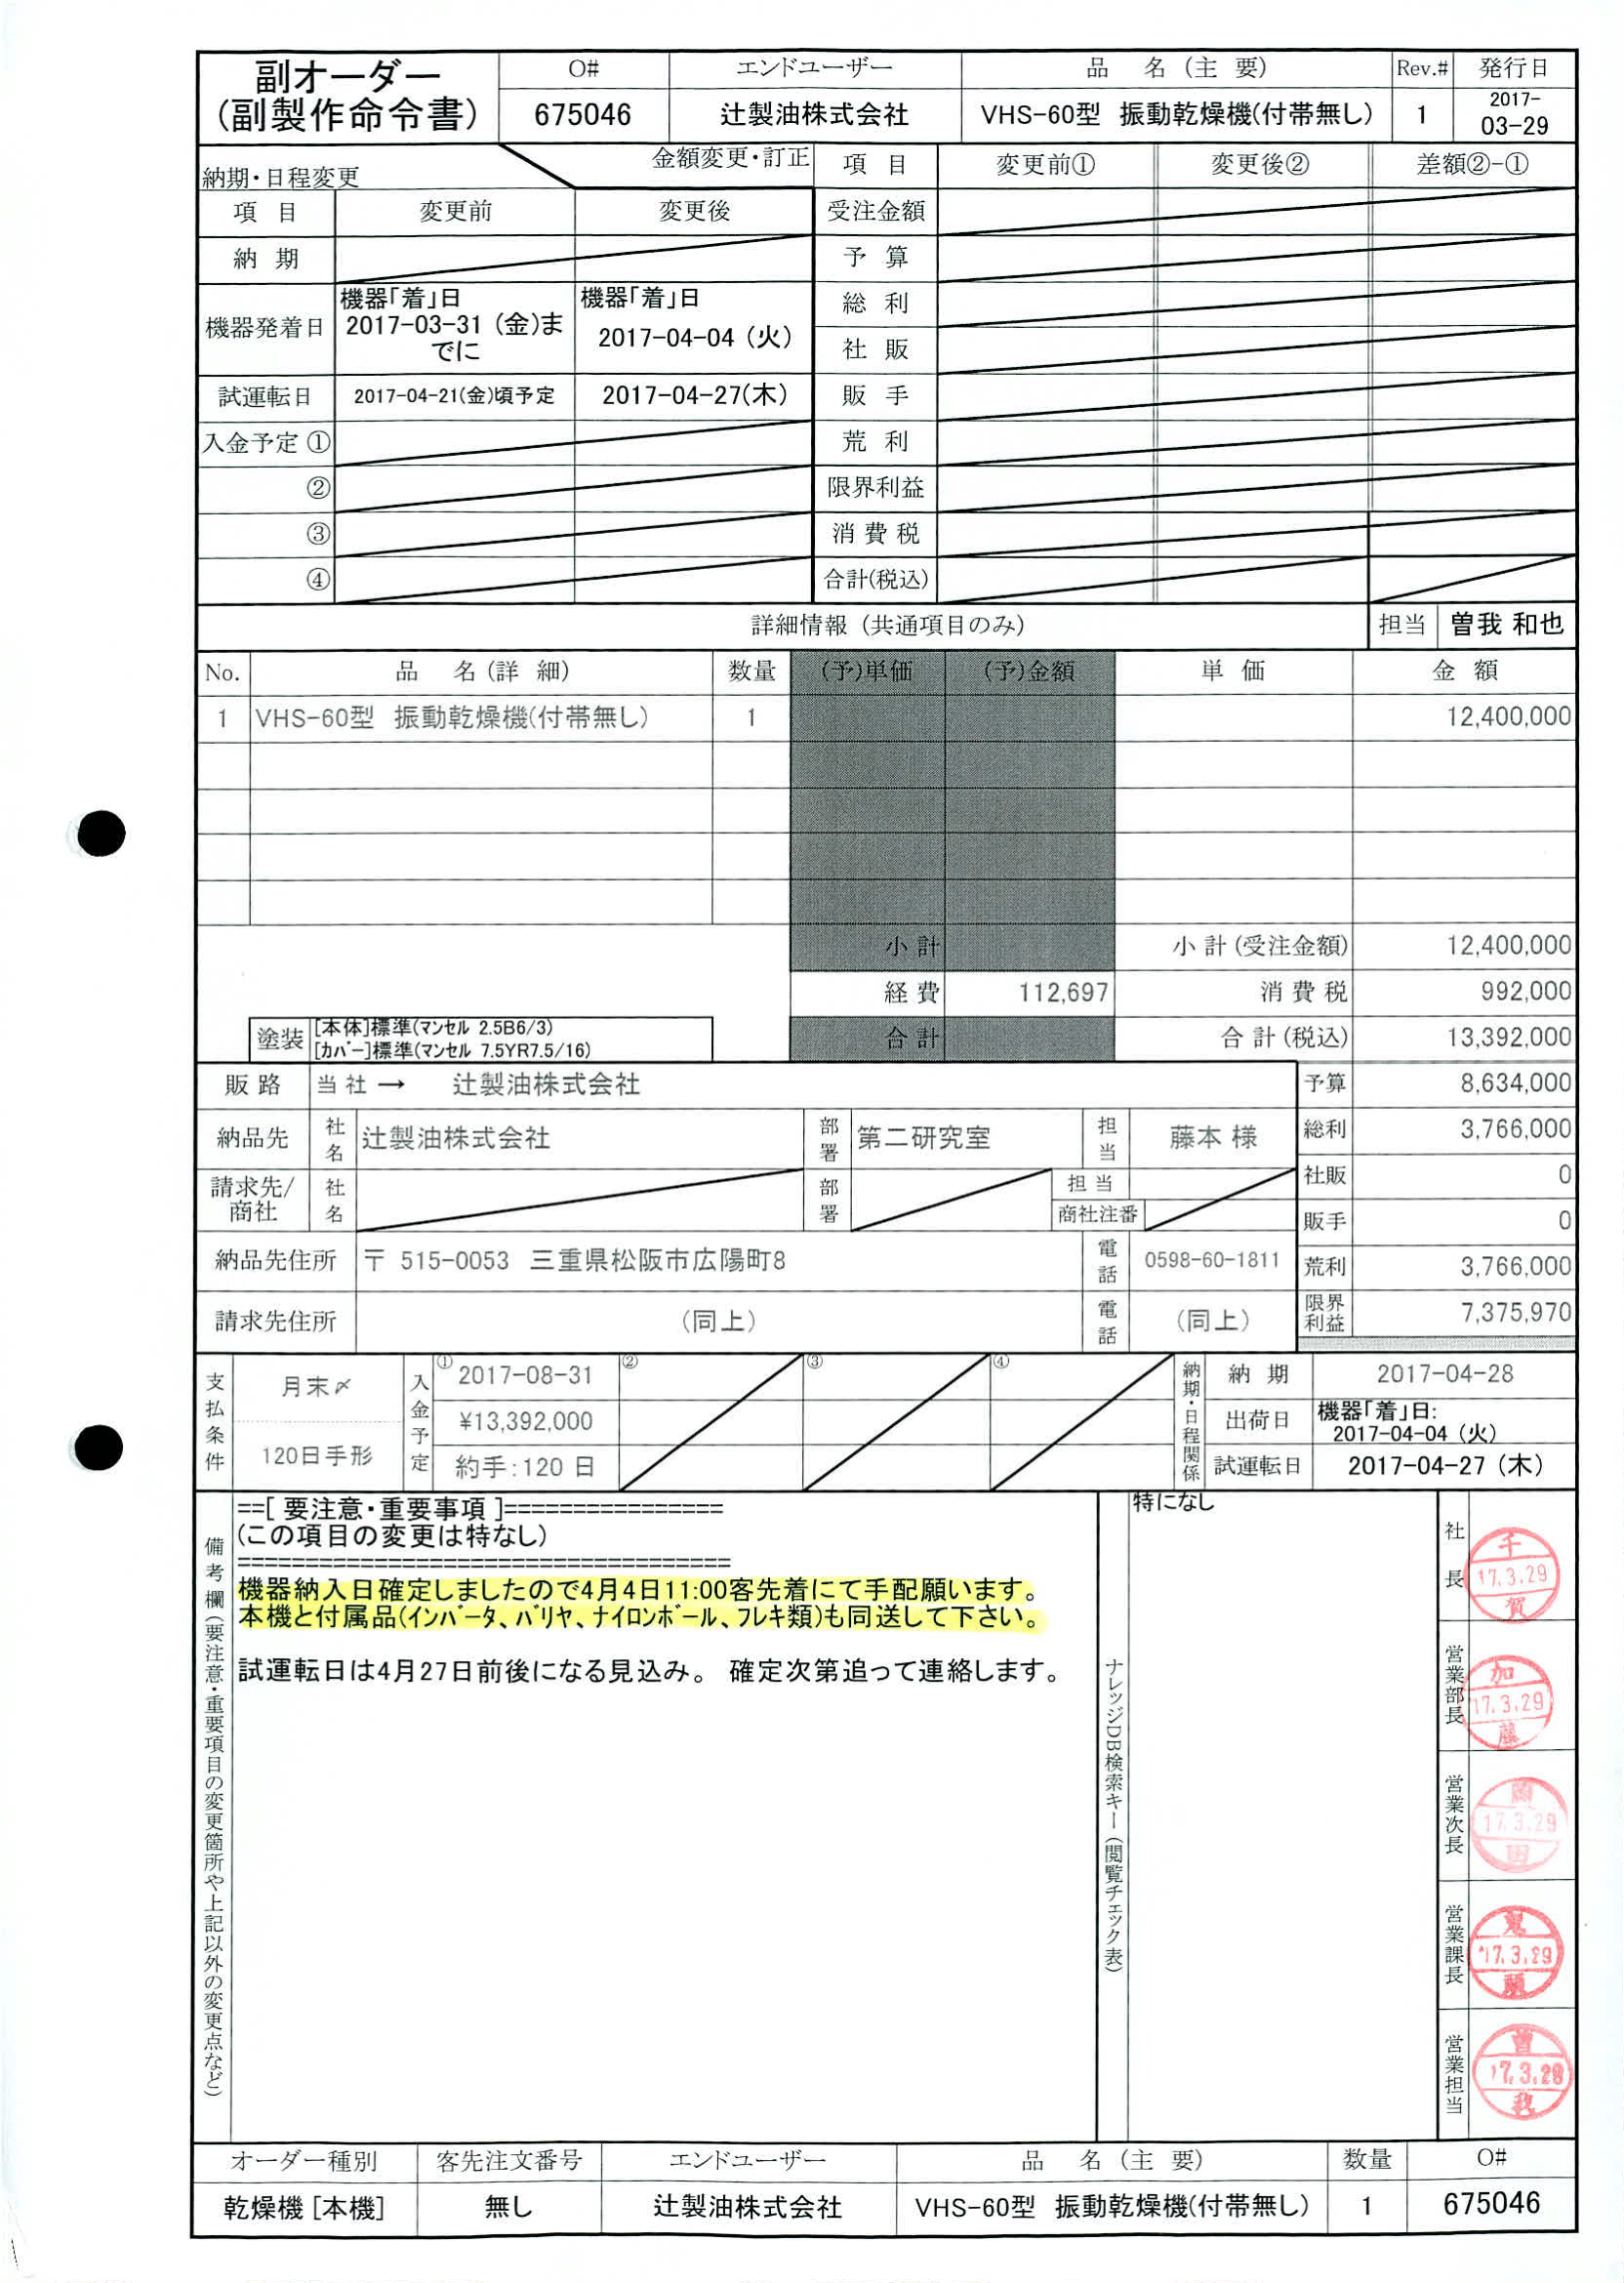 副オーダー
(副製作命令書)
O#
エンドユーザー
品 名 (主 要)
Rev.#
発行日
675046
辻製油株式会社
VHS-60型 振動乾燥機(付帯無し)
1
2017-
03-29
納期・日程変更
金額変更・訂正
項 目
変更前①
変更後②
差額②-①
項 目
変更前
変更後
受注金額
納 期
予 算
機器発着日
機器「着」日
2017-03-31 (金)ま
でに
機器「着」日
2017-04-04 (火)
総 利
社 販
試運転日
2017-04-21(金)頃予定
2017-04-27(木)
販 手
入金予定 ①
荒 利
②
限界利益
③
消 費 税
④
合計(税込)
詳細情報 (共通項目のみ)
担当
曽我 和也
No.
品 名 (詳 細)
数量
(予)単価
(予)金額
単 価
金 額
1
VHS-60型 振動乾燥機(付帯無し)
1
12,400,000
小 計
小 計 (受注金額)
12,400,000
経 費
112,697
消 費 税
992,000
塗装
[本体]標準(マンセル 2.5B6/3)
[カバー]標準(マンセル 7.5YR7.5/16)
合 計
合 計 (税込)
13,392,000
販 路
当 社 → 辻製油株式会社
予算
8,634,000
納品先
社名
辻製油株式会社
部署
第二研究室
担当
藤本 様
総利
3,766,000
請求先/
商社
社名
部署
担 当
商社注番
社販
0
販手
0
納品先住所
〒 515-0053 三重県松阪市広陽町8
電話
0598-60-1811
荒利
3,766,000
請求先住所
(同上)
電話
(同上)
限界
利益
7,375,970
支払条件
月末〆
120日手形
入金予定
①
2017-08-31
¥13,392,000
約手:120 日
②
③
④
納期・日程関係
納 期
2017-04-28
出荷日
機器「着」日:
2017-04-04 (火)
試運転日
2017-04-27 (木)
備考欄(要注意・重要項目の変更箇所や上記以外の変更点など)
==[ 要注意・重要事項 ]================
(この項目の変更は特なし)
====================================
機器納入日確定しましたので4月4日11:00客先着にて手配願います。
本機と付属品(インバータ、バリヤ、ナイロンボール、フレキ類)も同送して下さい。
試運転日は4月27日前後になる見込み。 確定次第追って連絡します。
ナレッジDB検索キー(閲覧チェック表)
特になし
社長
千
17.3.29
賀
営業部長
加
17.3.29
藤
営業次長
17.3.29
田
営業課長
'17.3.29
営業担当
曽
17.3.29
我
オーダー種別
客先注文番号
エンドユーザー
品 名 (主 要)
数量
O#
乾燥機 [本機]
無し
辻製油株式会社
VHS-60型 振動乾燥機(付帯無し)
1
675046